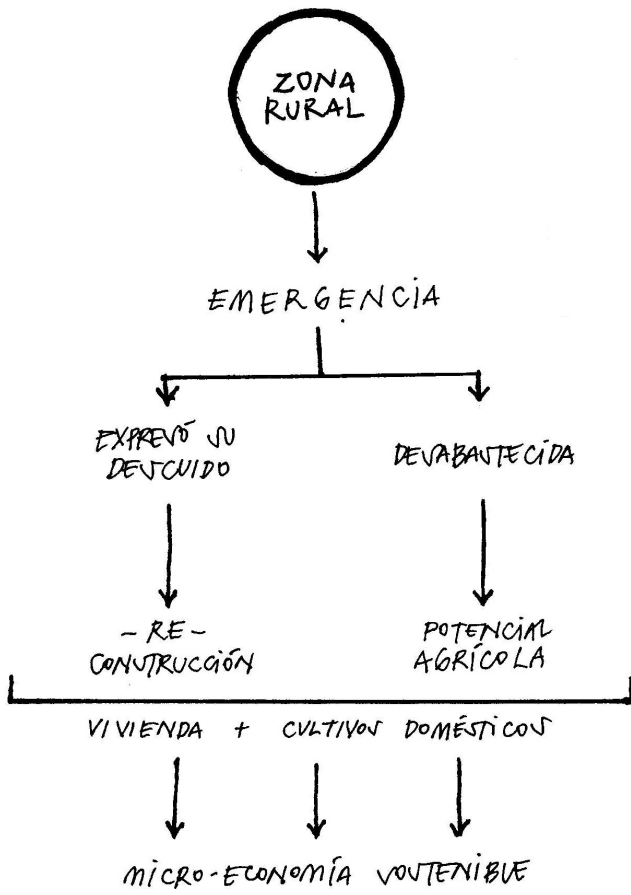 ZONA
RURAL
EMERGENCIA
EXPRESÓ SU
DESCUIDO
DESABASTECIDA
- RE -
CONSTRUCCIÓN
POTENCIAL
AGRÍCOLA
VIVIENDA + CULTIVOS DOMÉSTICOS
MICRO-ECONOMÍA SOSTENIBLE